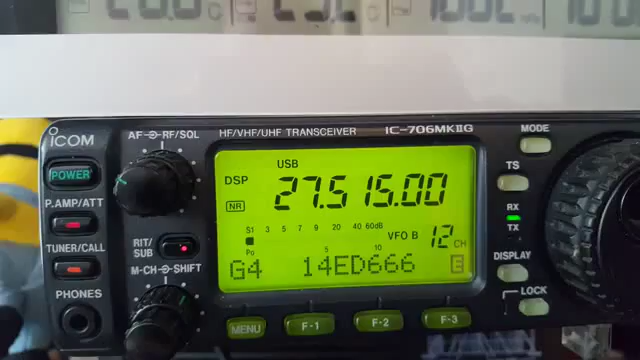 ICOM
AF-RF/SQL
HF/VHF/UHF TRANSCEIVER
IC-706MKIIG
MODE
POWER
USB
DSP
27.515.00
NR
TS
P.AMP/ATT
S1 3 5 7 9 20 40 60dB
RX
TX
VFO B 12 CH
TUNER/CALL
RIT/
SUB
Po 5 10
G4 14ED666 E
DISPLAY
M-CH-SHIFT
PHONES
LOCK
MENU
F-1
F-2
F-3